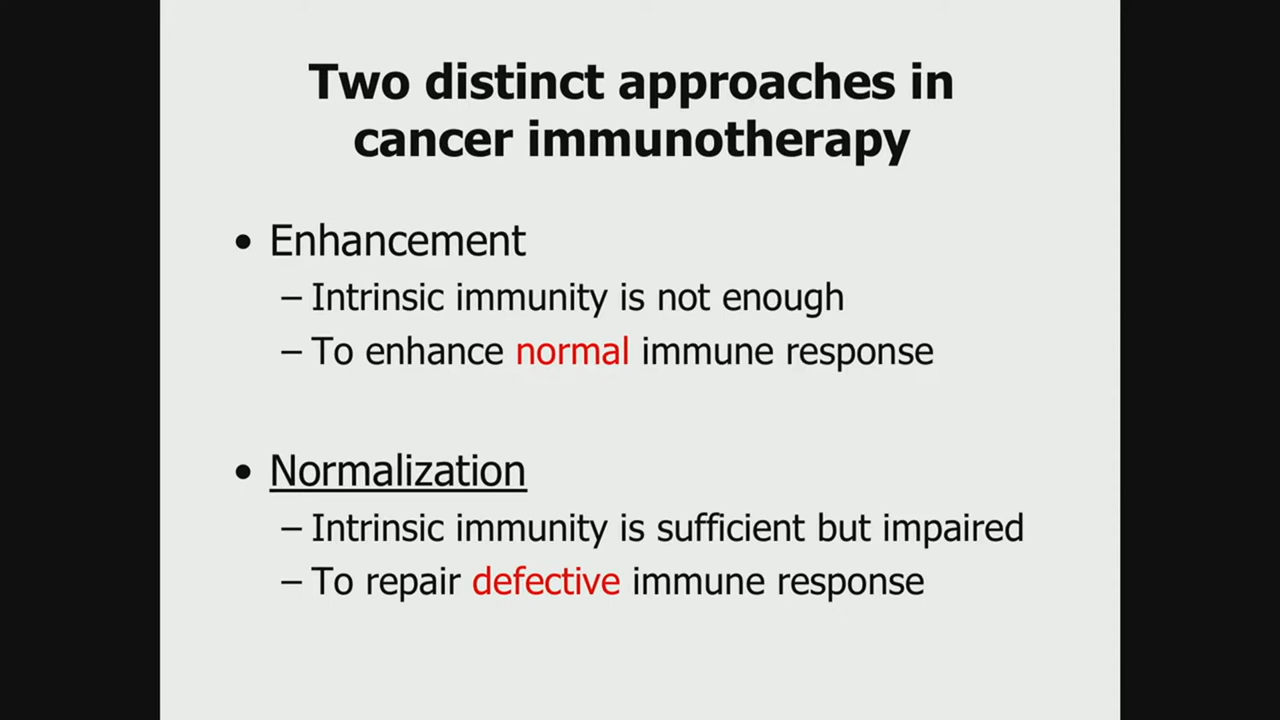 Two distinct approaches in
cancer immunotherapy
• Enhancement
– Intrinsic immunity is not enough
– To enhance normal immune response
• Normalization
– Intrinsic immunity is sufficient but impaired
– To repair defective immune response